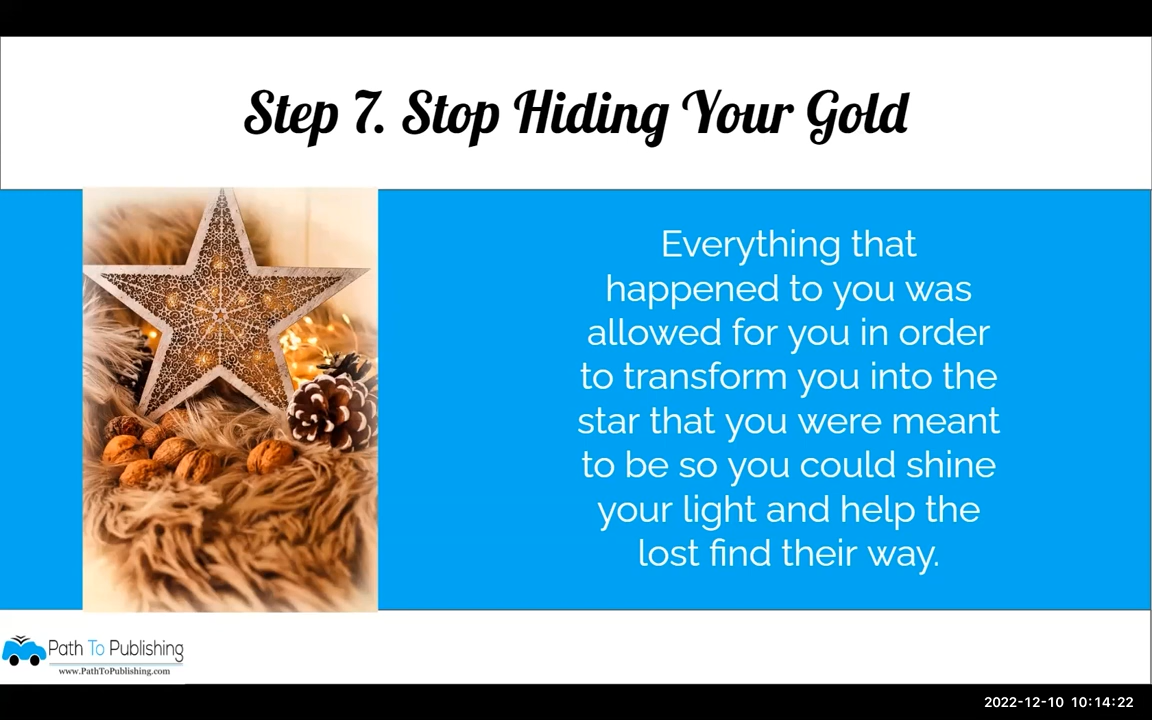 Step 7. Stop Hiding Your Gold
Everything that
happened to you was
allowed for you in order
to transform you into the
star that you were meant
to be so you could shine
your light and help the
lost find their way.
Path To Publishing
www.PathToPublishing.com
2022-12-10 10:14:22